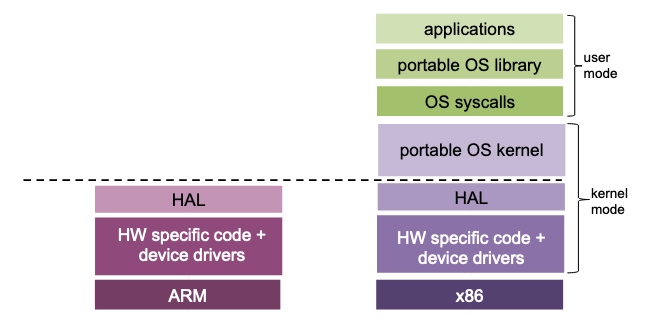 applications
portable OS library
OS syscalls
user
mode
portable OS kernel
HAL
HAL
kernel
mode
HW specific code +
device drivers
HW specific code +
device drivers
ARM
x86